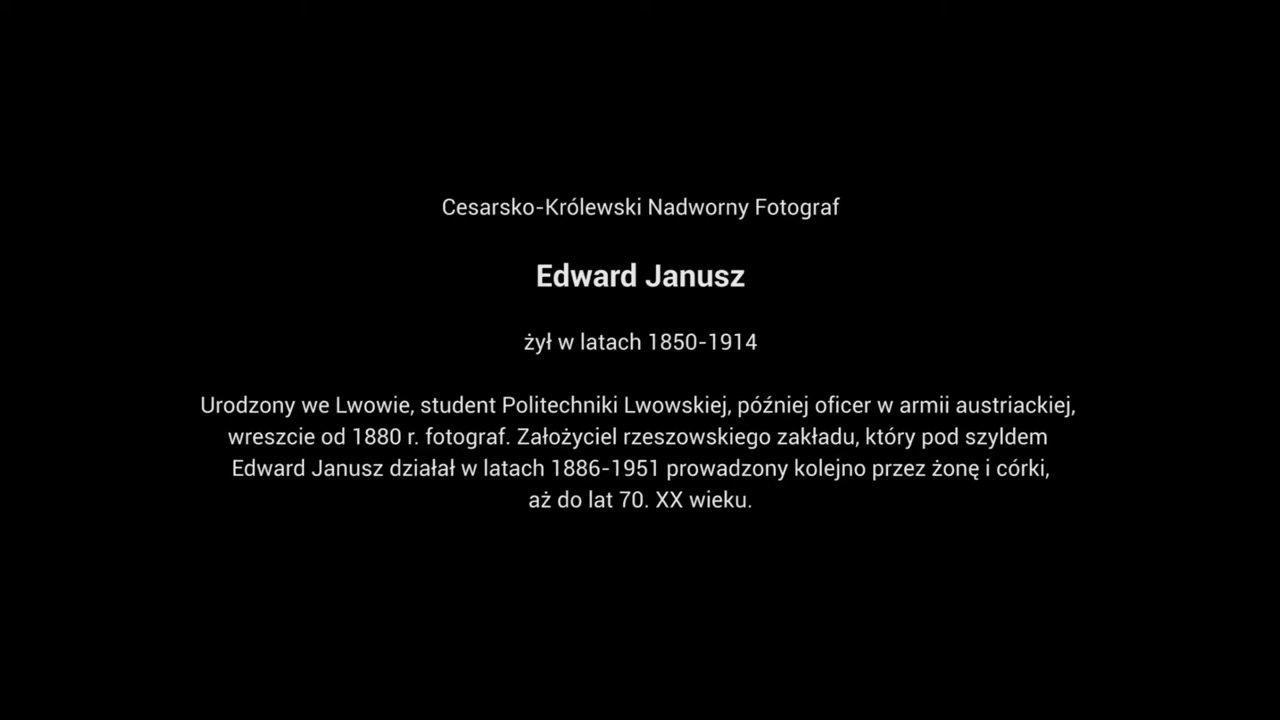 Cesarsko-Królewski Nadworny Fotograf
Edward Janusz
żył w latach 1850-1914
Urodzony we Lwowie, student Politechniki Lwowskiej, później oficer w armii austriackiej,
wreszcie od 1880 r. fotograf. Założyciel rzeszowskiego zakładu, który pod szyldem
Edward Janusz działał w latach 1886-1951 prowadzony kolejno przez żonę i córki,
aż do lat 70. XX wieku.